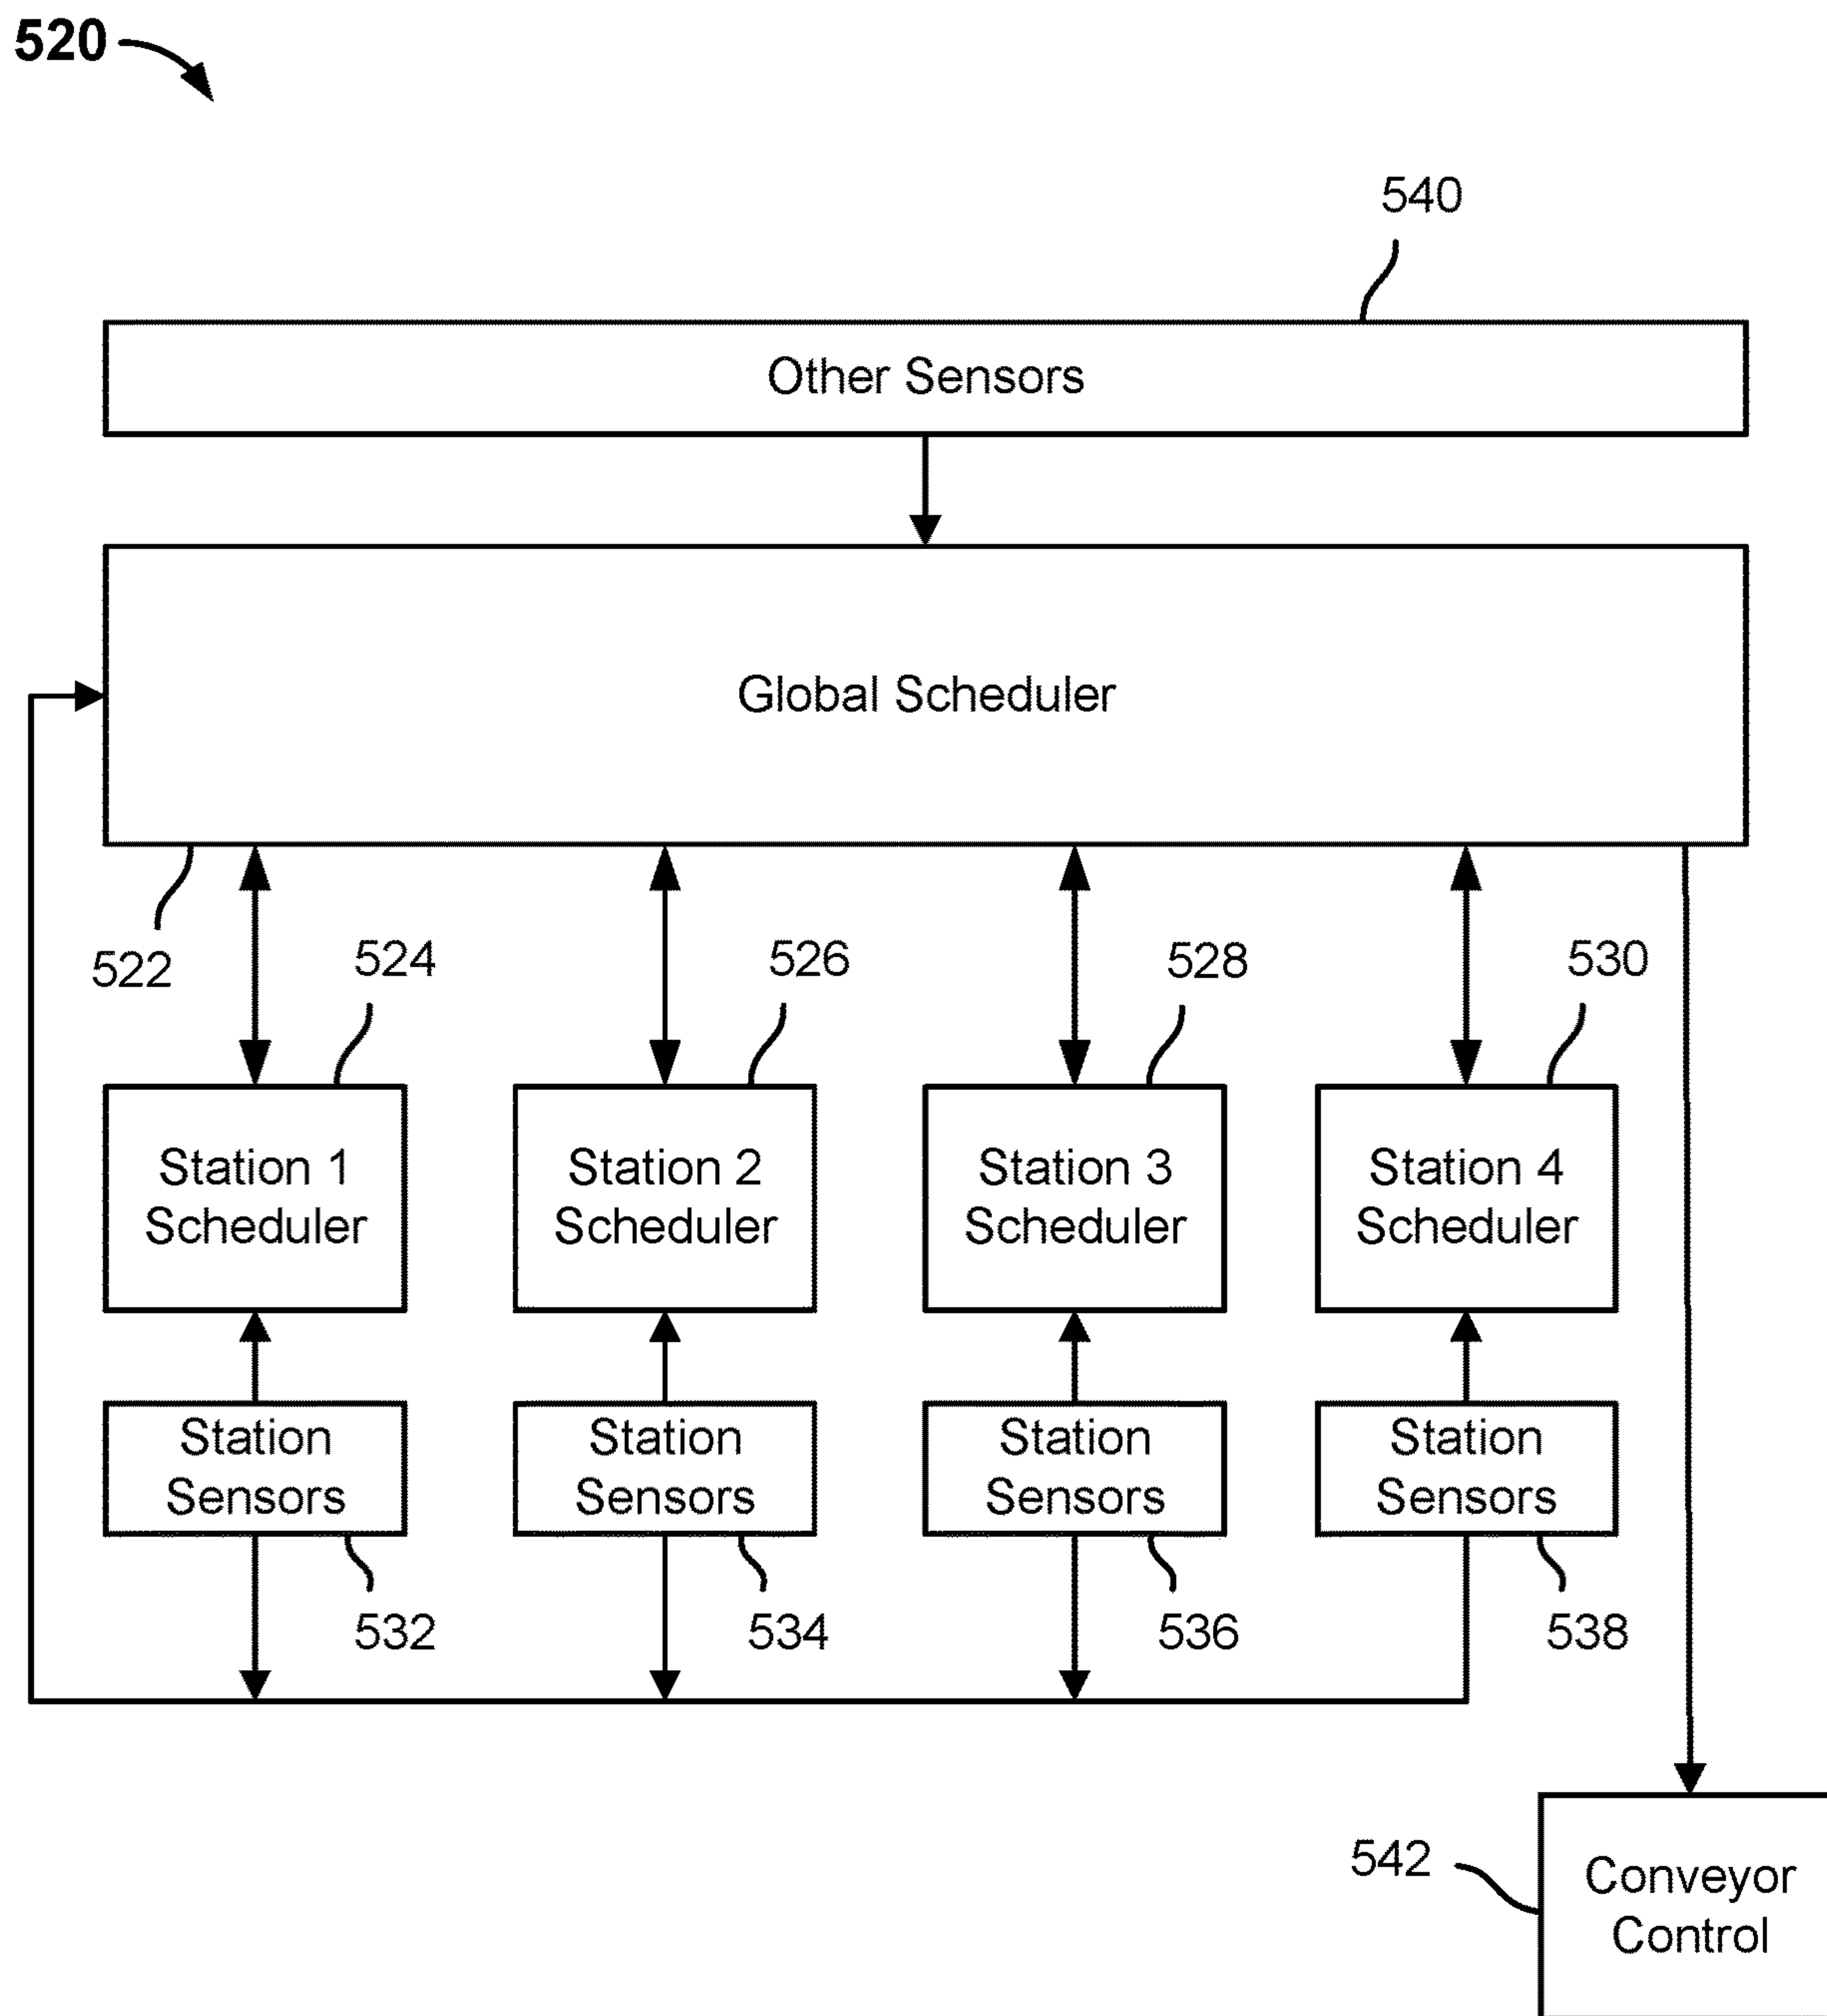 520
540
Other Sensors
Global Scheduler
522
524
526
528
530
Station 1
Scheduler
Station 2
Scheduler
Station 3
Scheduler
Station 4
Scheduler
Station
Sensors
Station
Sensors
Station
Sensors
Station
Sensors
532
534
536
538
542
Conveyor
Control